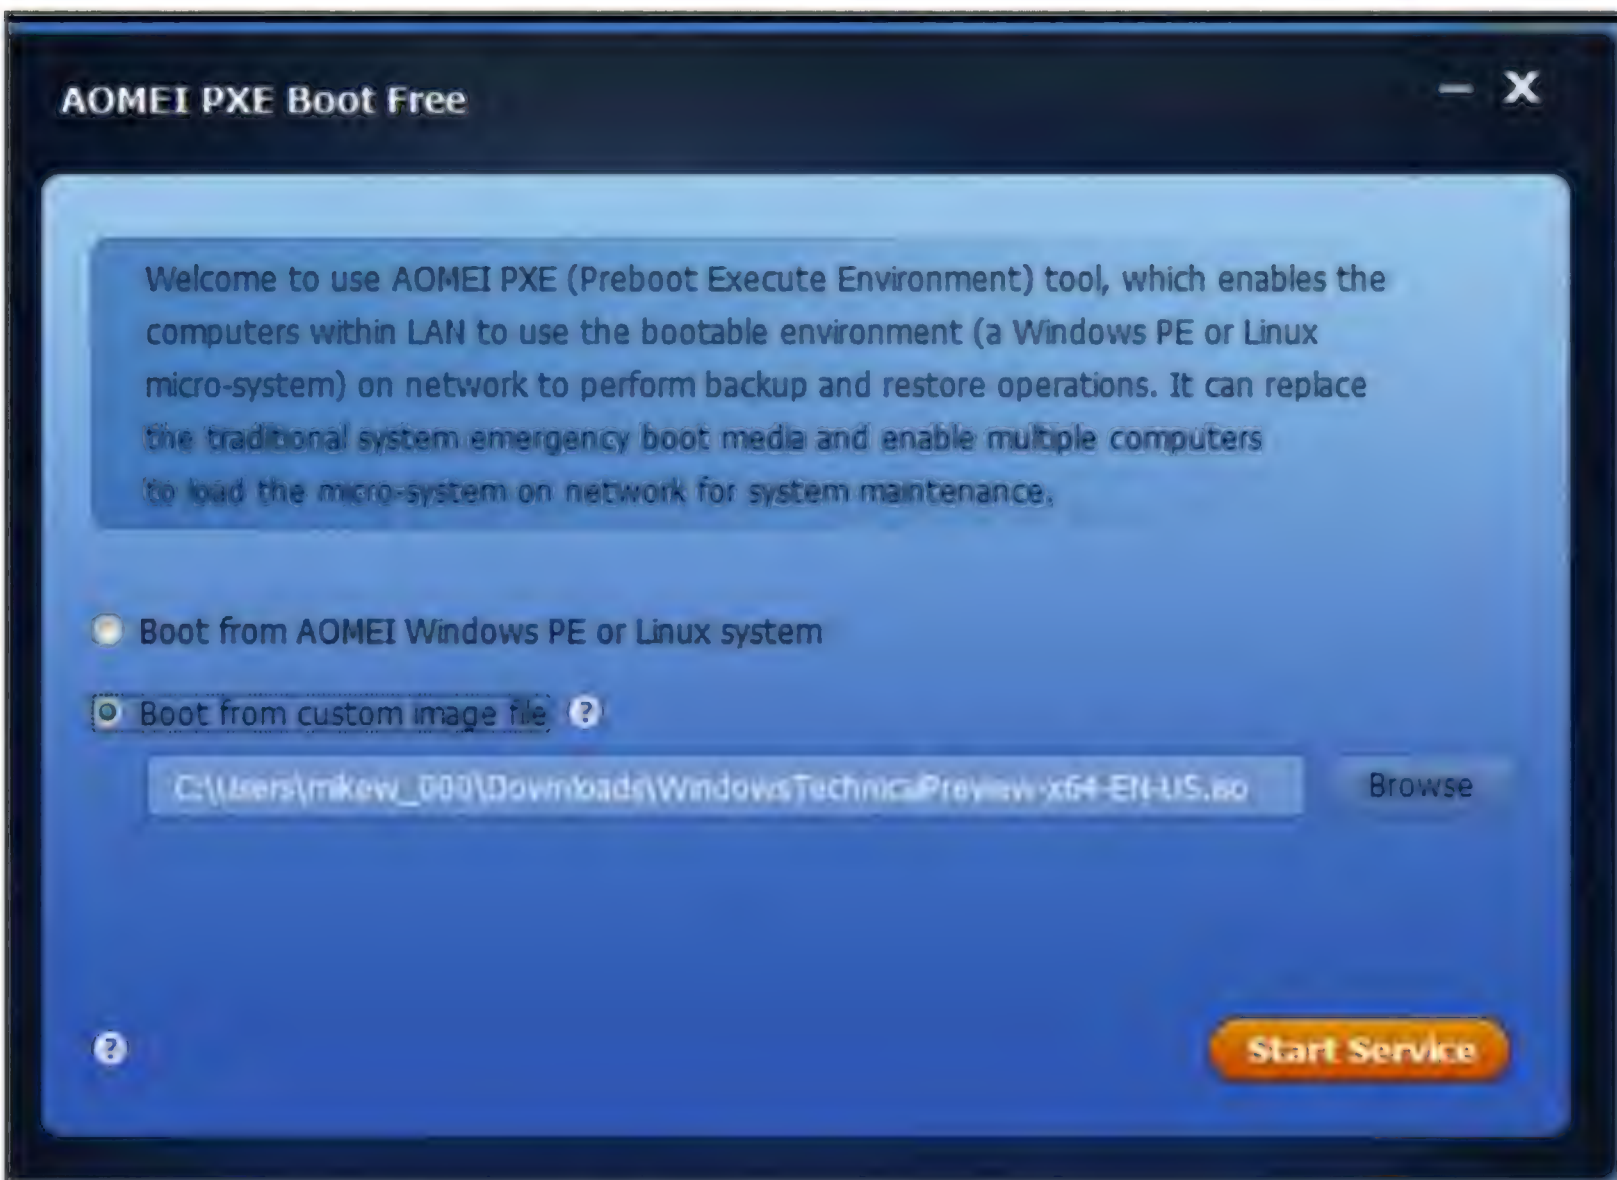 AOMEI PXE Boot Free
Welcome to use AOMEI PXE (Preboot Execute Environment) tool, which enables the
computers within LAN to use the bootable environment (a Windows PE or Linux
micro-system) on network to perform backup and restore operations. It can replace
the traditional system emergency boot media and enable multiple computers
to load the micro-system on network for system maintenance.
Boot from AOMEI Windows PE or Linux system
Boot from custom image file ?
C:\Users\mikew_000\Downloads\WindowsTechnicalPreview-x64-EN-US.iso
Browse
?
Start Service